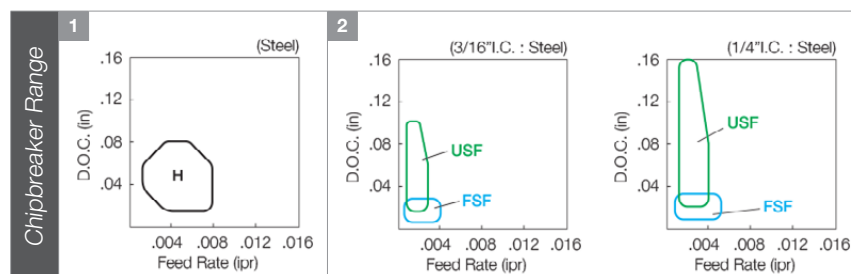 Chipbreaker Range
1
(Steel)
D.O.C. (in)
.16
.12
.08
.04
H
.004 .008 .012 .016
Feed Rate (ipr)
2
(3/16"I.C. : Steel)
D.O.C. (in)
.16
.12
.08
.04
USF
FSF
.004 .008 .012 .016
Feed Rate (ipr)
(1/4"I.C. : Steel)
D.O.C. (in)
.16
.12
.08
.04
USF
FSF
.004 .008 .012 .016
Feed Rate (ipr)